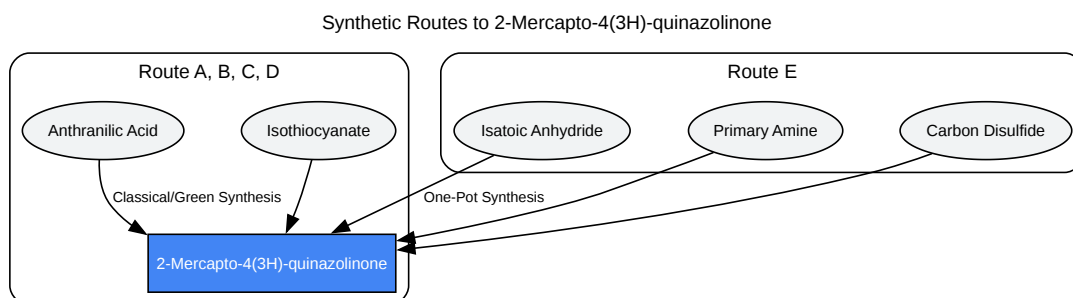 Synthetic Routes to 2-Mercapto-4(3H)-quinazolinone
Route A, B, C, D
Route E
Anthranilic Acid
Isothiocyanate
Isatoic Anhydride
Primary Amine
Carbon Disulfide
Classical/Green Synthesis
One-Pot Synthesis
2-Mercapto-4(3H)-quinazolinone